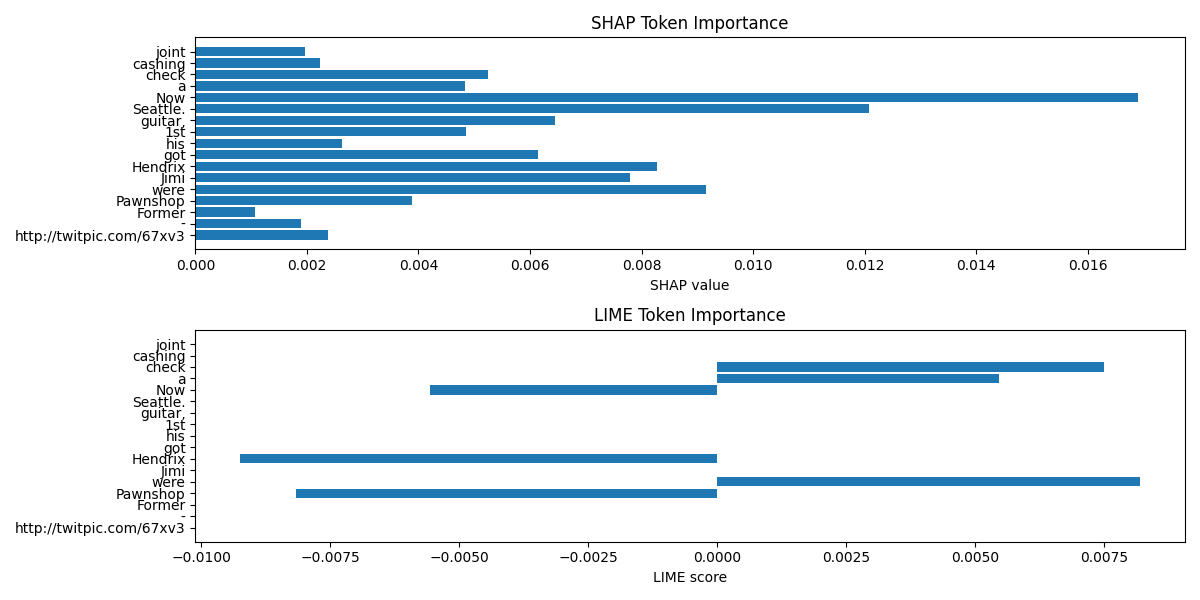 SHAP Token Importance
joint
cashing
check
a
Now
Seattle.
guitar,
1st
his
got
Hendrix
Jimi
were
Pawnshop
Former
-
http://twitpic.com/67xv3
0.000 0.002 0.004 0.006 0.008 0.010 0.012 0.014 0.016
SHAP value
LIME Token Importance
joint
cashing
check
a
Now
Seattle.
guitar,
1st
his
got
Hendrix
Jimi
were
Pawnshop
Former
-
http://twitpic.com/67xv3
−0.0100 −0.0075 −0.0050 −0.0025 0.0000 0.0025 0.0050 0.0075
LIME score